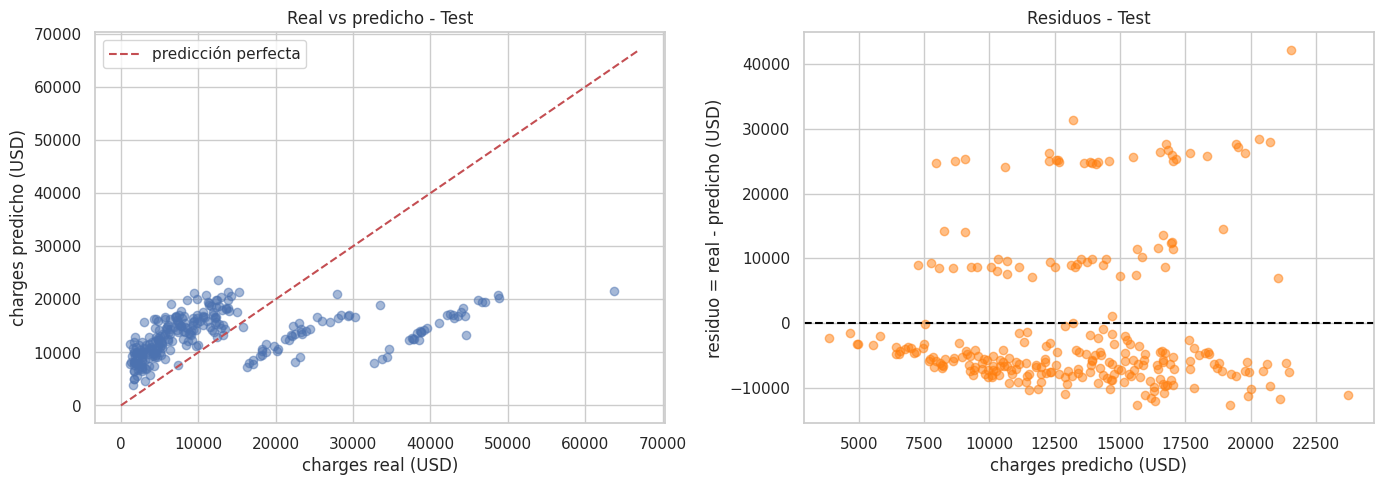 Real vs predicho - Test
predicción perfecta
charges predicho (USD)
70000
60000
50000
40000
30000
20000
10000
0
0 10000 20000 30000 40000 50000 60000 70000
charges real (USD)
Residuos - Test
residuo = real - predicho (USD)
40000
30000
20000
10000
0
−10000
5000 7500 10000 12500 15000 17500 20000 22500
charges predicho (USD)